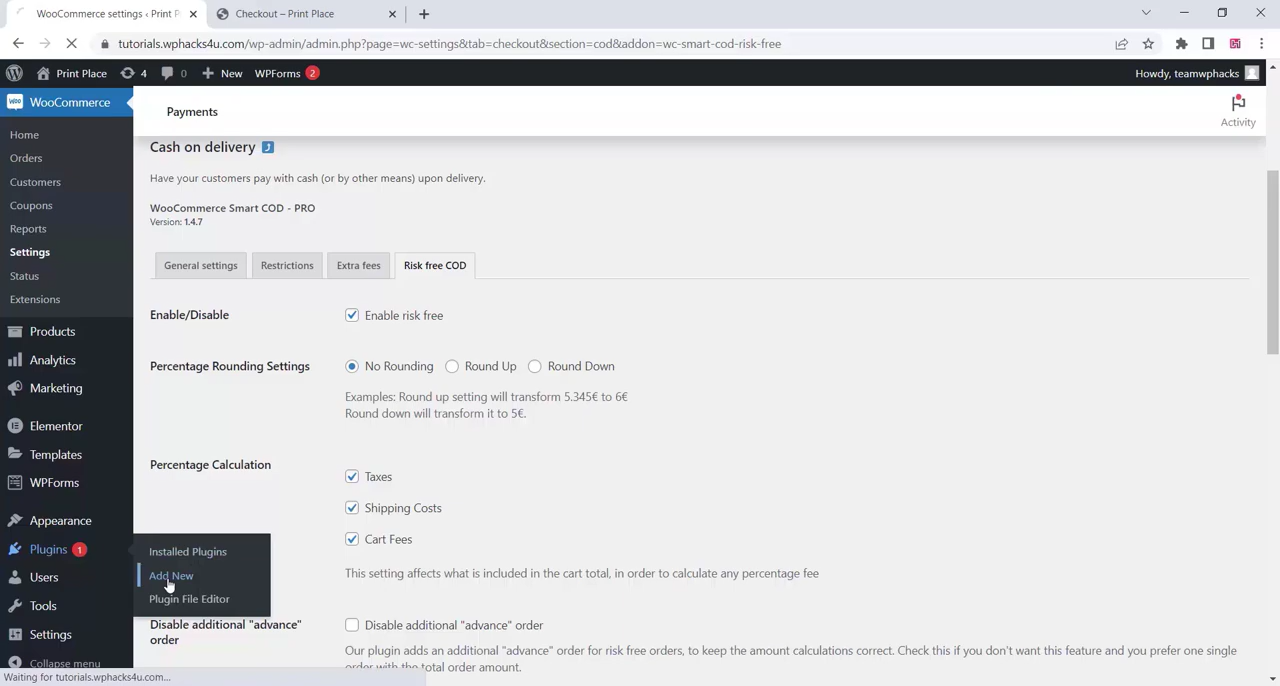 WooCommerce settings ‹ Print P
Checkout – Print Place
tutorials.wphacks4u.com/wp-admin/admin.php?page=wc-settings&tab=checkout&section=cod&addon=wc-smart-cod-risk-free
Print Place
4
0
New
WPForms 2
Howdy, teamwphacks
WooCommerce
Home
Orders
Customers
Coupons
Reports
Settings
Status
Extensions
Products
Analytics
Marketing
Elementor
Templates
WPForms
Appearance
Plugins 1
Users
Tools
Settings
Collapse menu
Installed Plugins
Add New
Plugin File Editor
Payments
Activity
Cash on delivery
Have your customers pay with cash (or by other means) upon delivery.
WooCommerce Smart COD - PRO
Version: 1.4.7
General settings
Restrictions
Extra fees
Risk free COD
Enable/Disable
Enable risk free
Percentage Rounding Settings
No Rounding
Round Up
Round Down
Examples: Round up setting will transform 5.345€ to 6€
Round down will transform it to 5€.
Percentage Calculation
Taxes
Shipping Costs
Cart Fees
This setting affects what is included in the cart total, in order to calculate any percentage fee
Disable additional "advance"
order
Disable additional "advance" order
Our plugin adds an additional "advance" order for risk free orders, to keep the amount calculations correct. Check this if you don't want this feature and you prefer one single
order with the total order amount.
Waiting for tutorials.wphacks4u.com...